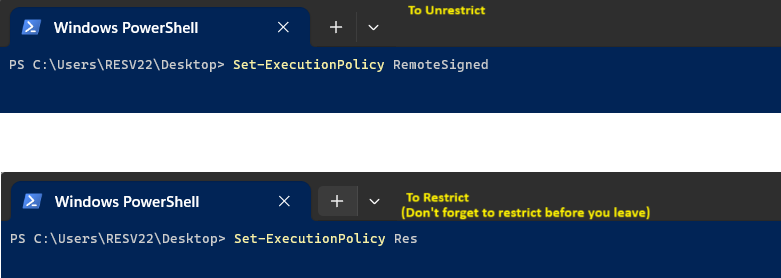 To Unrestrict
Windows PowerShell
PS C:\Users\RESV22\Desktop> Set-ExecutionPolicy RemoteSigned
Windows PowerShell
To Restrict
(Don't forget to restrict before you leave)
PS C:\Users\RESV22\Desktop> Set-ExecutionPolicy Res